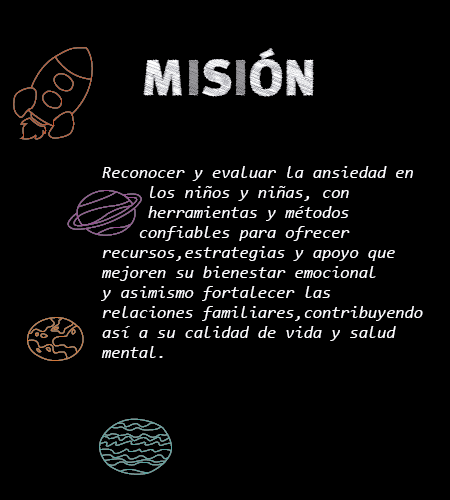 MISIÓN
Reconocer y evaluar la ansiedad en
los niños y niñas, con
herramientas y métodos
confiables para ofrecer
recursos,estrategias y apoyo que
mejoren su bienestar emocional
y asimismo fortalecer las
relaciones familiares,contribuyendo
así a su calidad de vida y salud
mental.